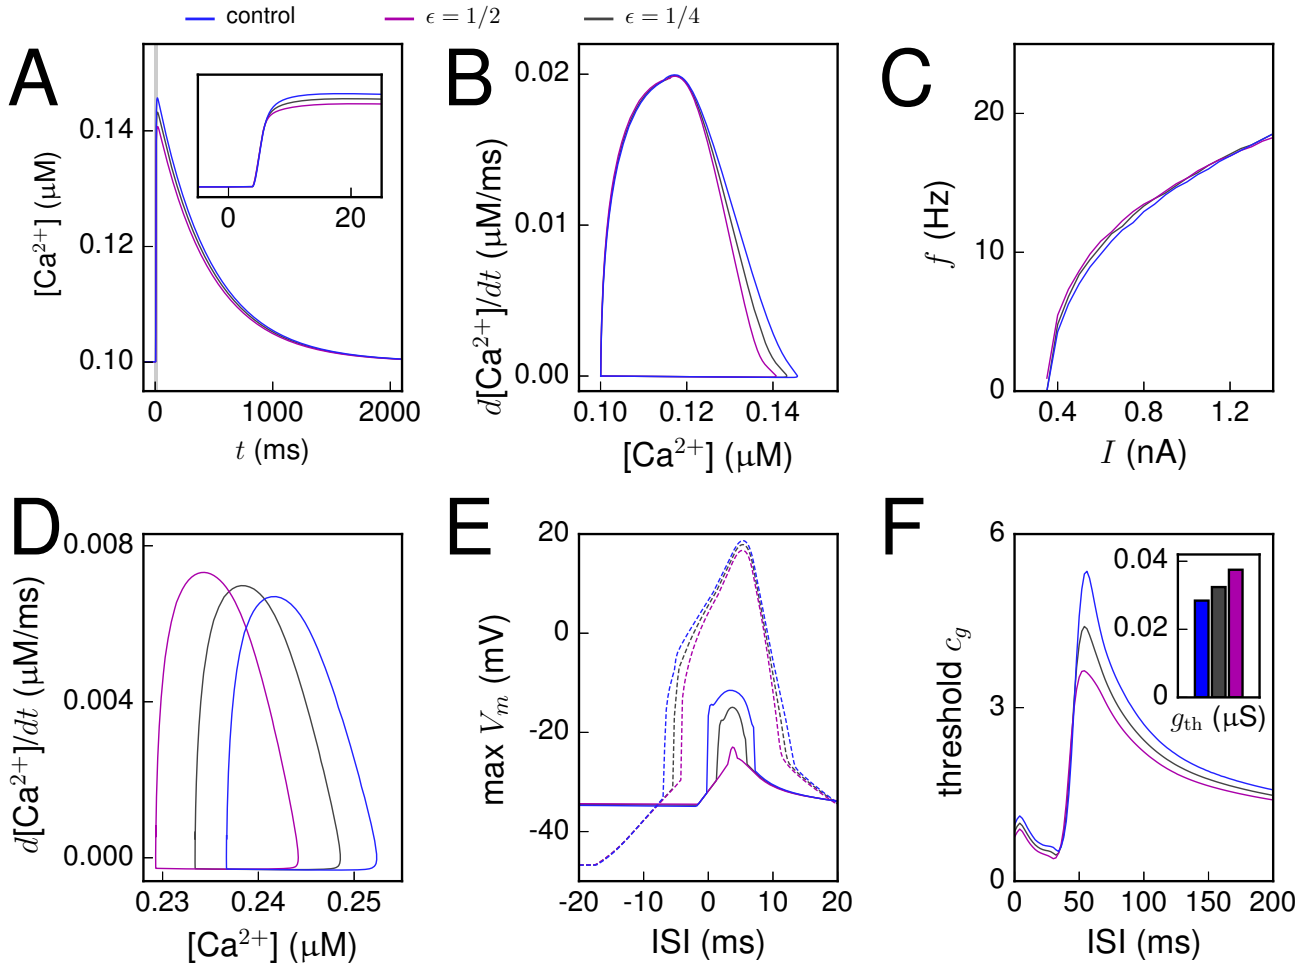 control ϵ = 1/2 ϵ = 1/4
A
0.14
0.12
0.10
[Ca²⁺] (μM)
0 20
0 1000 2000
t (ms)
B
0.02
0.01
0.00
d[Ca²⁺]/dt (μM/ms)
0.10 0.12 0.14
[Ca²⁺] (μM)
C
20
10
0
f (Hz)
0.4 0.8 1.2
I (nA)
D
0.008
0.004
0.000
d[Ca²⁺]/dt (μM/ms)
0.23 0.24 0.25
[Ca²⁺] (μM)
E
20
0
-20
-40
max Vₘ (mV)
-20 -10 0 10 20
ISI (ms)
F
6
3
0
threshold c_g
0.04
0.02
0
g_th (μS)
0 50 100 150 200
ISI (ms)